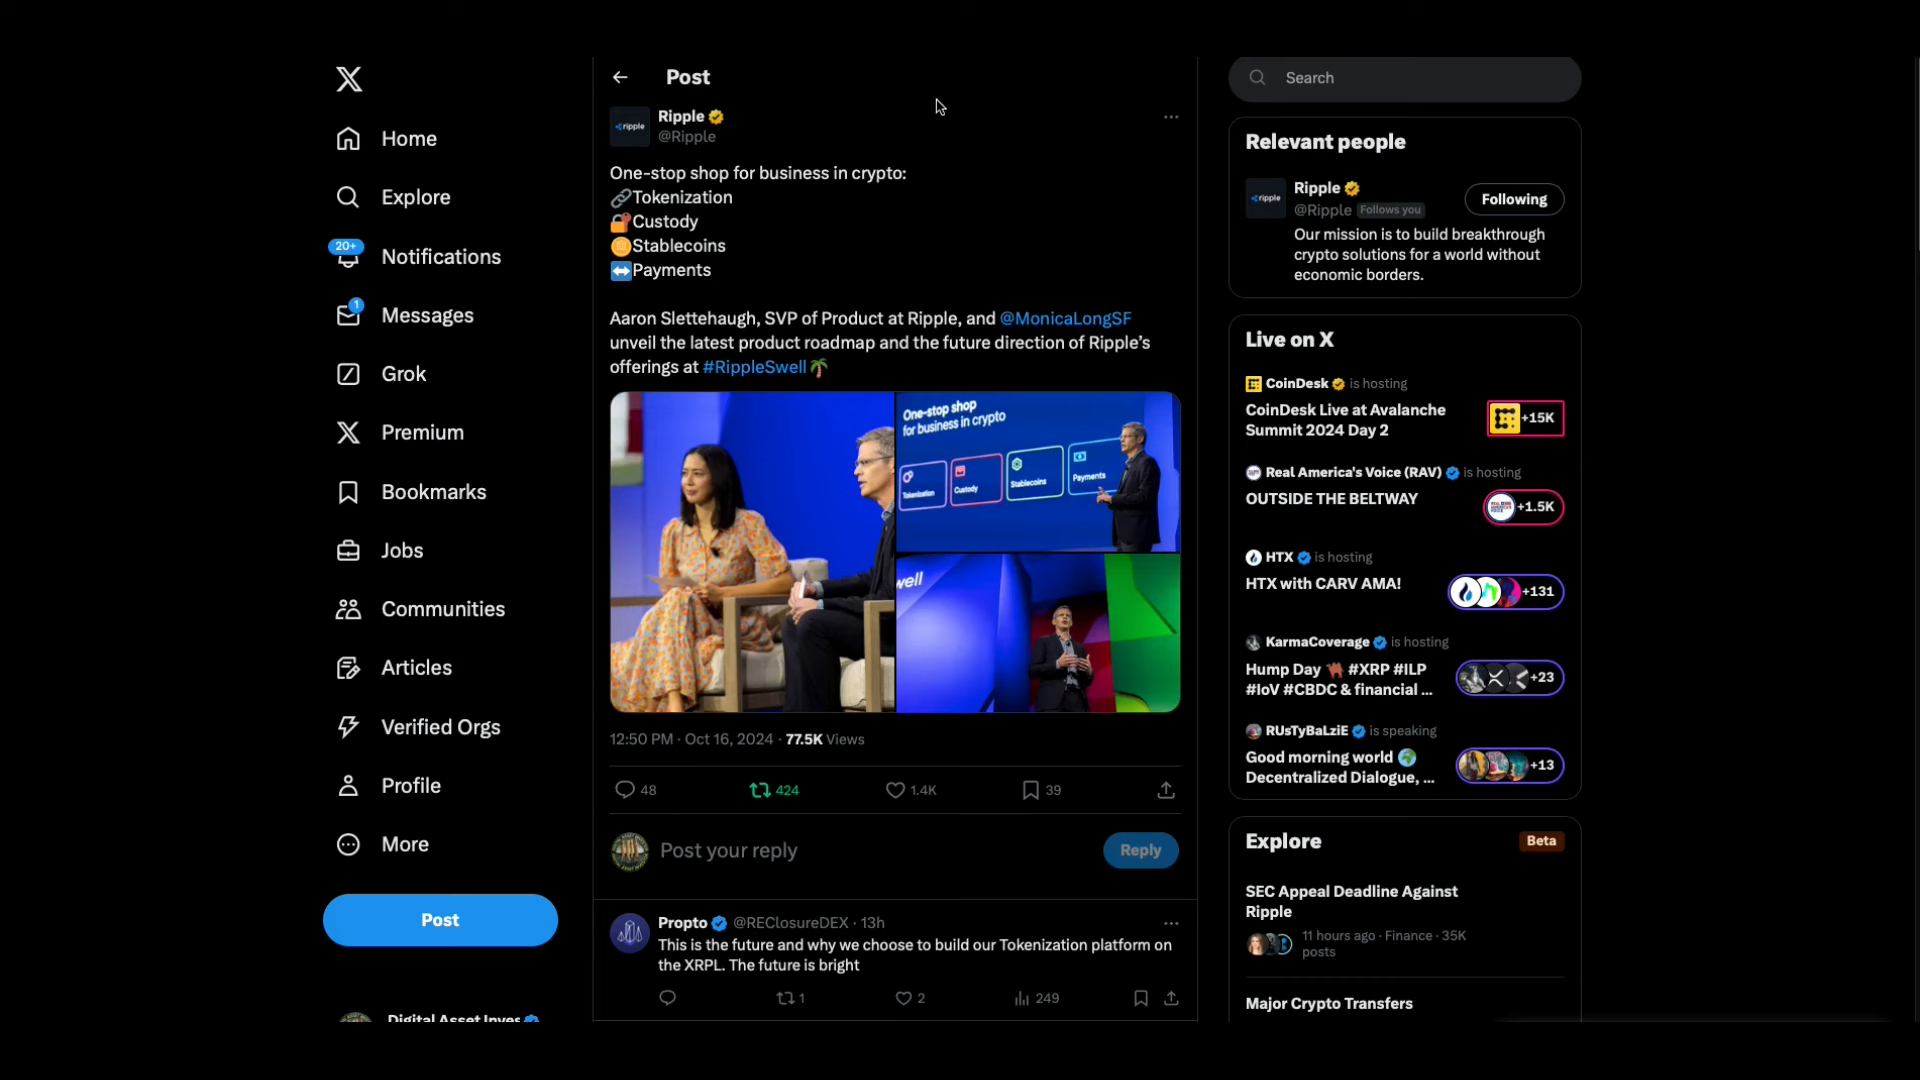 Home
Explore
20+
Notifications
1
Messages
Grok
Premium
Bookmarks
Jobs
Communities
Articles
Verified Orgs
Profile
More
Post
Digital Asset Inves
Post
ripple
Ripple
@Ripple
One-stop shop for business in crypto:
🔗Tokenization
🔐Custody
🪙Stablecoins
↔️Payments
Aaron Slettehaugh, SVP of Product at Ripple, and @MonicaLongSF
unveil the latest product roadmap and the future direction of Ripple’s
offerings at #RippleSwell🌴
One-stop shop
for business in crypto
Tokenization
Custody
Stablecoins
Payments
well
12:50 PM · Oct 16, 2024 · 77.5K Views
48
424
1.4K
39
Post your reply
Reply
Propto @REClosureDEX · 13h
This is the future and why we choose to build our Tokenization platform on
the XRPL. The future is bright
1
2
249
Search
Relevant people
ripple
Ripple
@Ripple Follows you
Following
Our mission is to build breakthrough
crypto solutions for a world without
economic borders.
Live on X
CoinDesk is hosting
CoinDesk Live at Avalanche
Summit 2024 Day 2
+15K
Real America's Voice (RAV) is hosting
OUTSIDE THE BELTWAY
+1.5K
HTX is hosting
HTX with CARV AMA!
+131
KarmaCoverage is hosting
Hump Day 🐪 #XRP #ILP
#IoV #CBDC & financial ...
+23
RUsTyBaLziE is speaking
Good morning world 🌍
Decentralized Dialogue, ...
+13
Explore
Beta
SEC Appeal Deadline Against
Ripple
11 hours ago · Finance · 35K
posts
Major Crypto Transfers